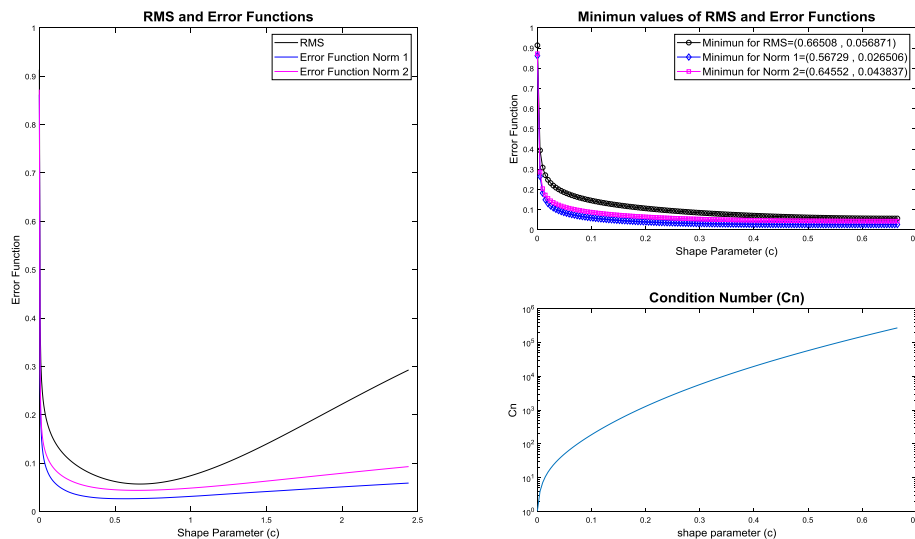 RMS and Error Functions
RMS
Error Function Norm 1
Error Function Norm 2
1
0.9
0.8
0.7
0.6
0.5
0.4
0.3
0.2
0.1
0
Error Function
0 0.5 1 1.5 2 2.5
Shape Parameter (c)
Minimun values of RMS and Error Functions
Minimun for RMS=(0.66508 , 0.056871)
Minimun for Norm 1=(0.56729 , 0.026506)
Minimun for Norm 2=(0.64552 , 0.043837)
1
0.9
0.8
0.7
0.6
0.5
0.4
0.3
0.2
0.1
0
Error Function
0 0.1 0.2 0.3 0.4 0.5 0.6
Shape Parameter (c)
Condition Number (Cn)
10^6
10^5
10^4
10^3
10^2
10^1
10^0
Cn
0 0.1 0.2 0.3 0.4 0.5 0.6
shape parameter (c)